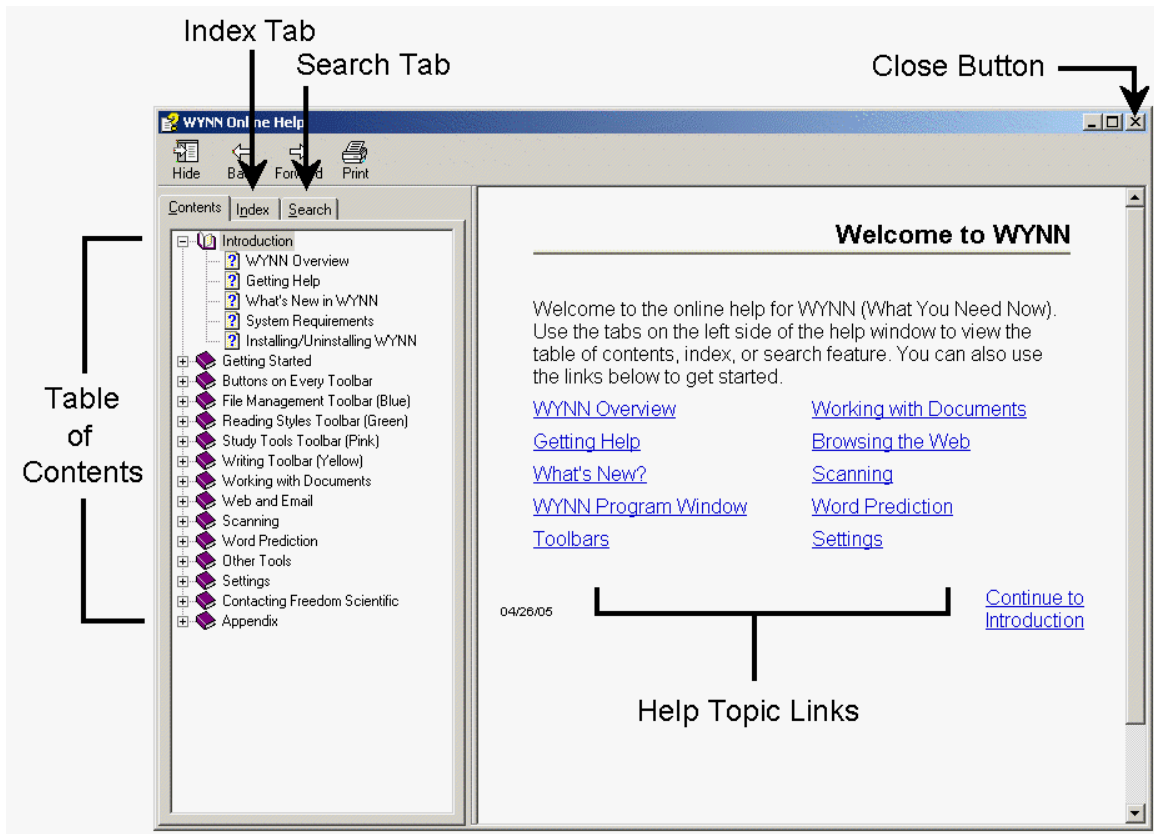 Index Tab
Search Tab
Close Button
WYNN Online Help
Hide Back Forward Print
Contents Index Search
Introduction
WYNN Overview
Getting Help
What's New in WYNN
System Requirements
Installing/Uninstalling WYNN
Getting Started
Buttons on Every Toolbar
File Management Toolbar (Blue)
Reading Styles Toolbar (Green)
Study Tools Toolbar (Pink)
Writing Toolbar (Yellow)
Working with Documents
Web and Email
Scanning
Word Prediction
Other Tools
Settings
Contacting Freedom Scientific
Appendix
Table
of
Contents
Welcome to WYNN
Welcome to the online help for WYNN (What You Need Now).
Use the tabs on the left side of the help window to view the
table of contents, index, or search feature. You can also use
the links below to get started.
WYNN Overview Working with Documents
Getting Help Browsing the Web
What's New? Scanning
WYNN Program Window Word Prediction
Toolbars Settings
04/26/05
Continue to
Introduction
Help Topic Links